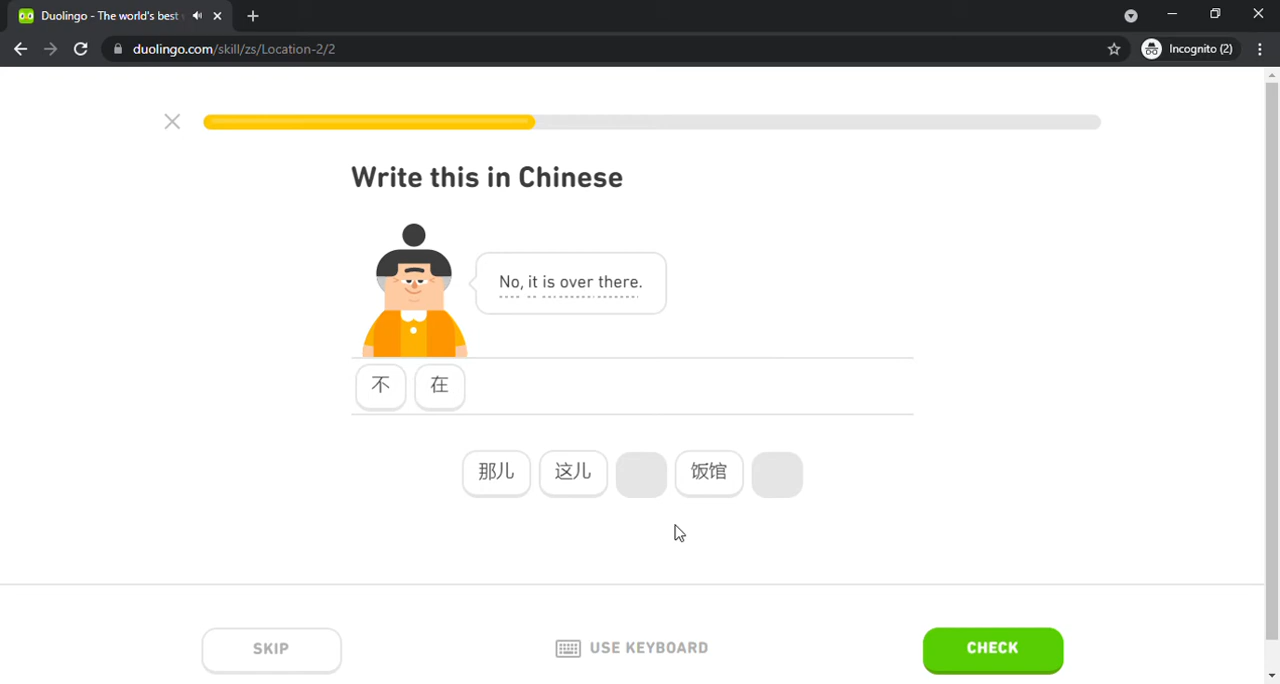 Duolingo - The world's best
duolingo.com/skill/zs/Location-2/2
Incognito (2)
Write this in Chinese
No, it is over there.
不 在
那儿 这儿 饭馆
SKIP
USE KEYBOARD
CHECK